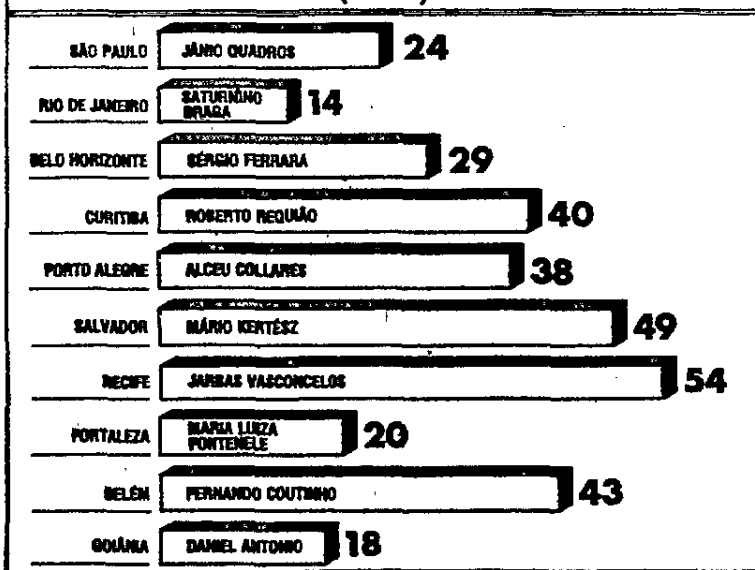 SÃO PAULO JÂNIO QUADROS 24
RIO DE JANEIRO SATURNINO BRAGA 14
BELO HORIZONTE SÉRGIO FERRARA 29
CURITIBA ROBERTO REQUIÃO 40
PORTO ALEGRE ALCEU COLLARES 38
SALVADOR MÁRIO KERTÉSZ 49
RECIFE JARBAS VASCONCELOS 54
FORTALEZA MARIA LUIZA FONTENELE 20
BELÉM FERNANDO COUTINHO 43
GOIÂNIA DANIEL ANTONIO 18